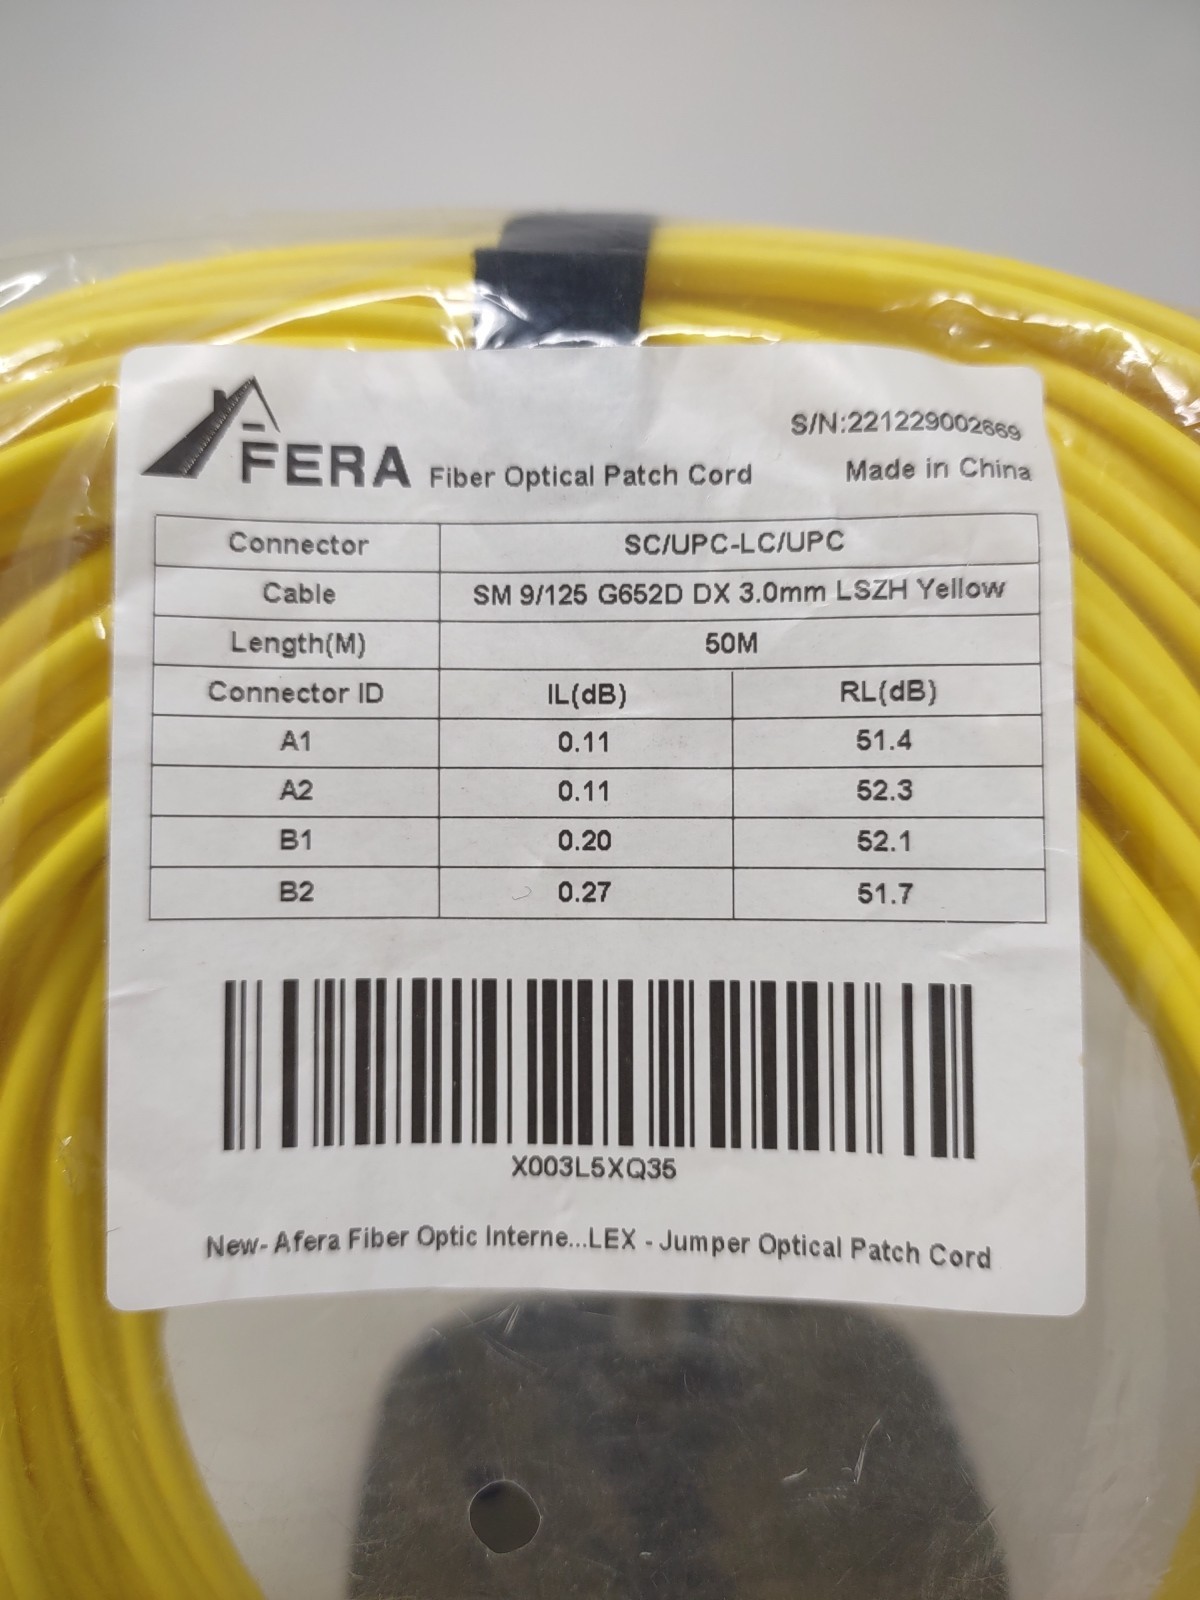 AFERA Fiber Optical Patch Cord
S/N:221229002669
Made in China
Connector SC/UPC-LC/UPC
Cable SM 9/125 G652D DX 3.0mm LSZH Yellow
Length(M) 50M
Connector ID IL(dB) RL(dB)
A1 0.11 51.4
A2 0.11 52.3
B1 0.20 52.1
B2 0.27 51.7
X003L5XQ35
New- Afera Fiber Optic Interne...LEX - Jumper Optical Patch Cord